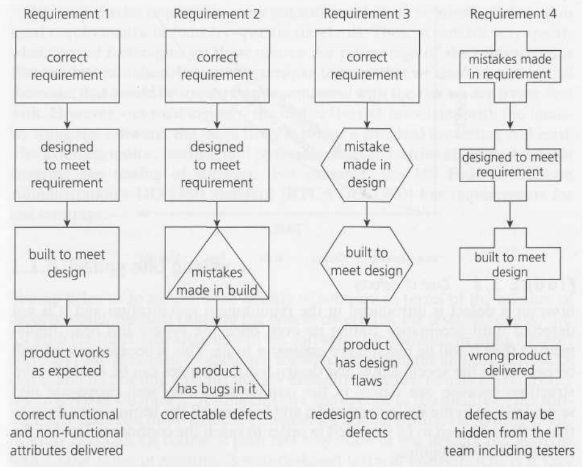 Requirement 1
correct
requirement
designed
to meet
requirement
built to meet
design
product works
as expected
correct functional
and non-functional
attributes delivered
Requirement 2
correct
requirement
designed
to meet
requirement
mistakes
made in build
product
has bugs in it
correctable defects
Requirement 3
correct
requirement
mistake
made in
design
built to
meet design
product
has design
flaws
redesign to correct
defects
Requirement 4
mistakes made
in requirement
designed to meet
requirement
built to meet
design
wrong product
delivered
defects may be
hidden from the IT
team including testers